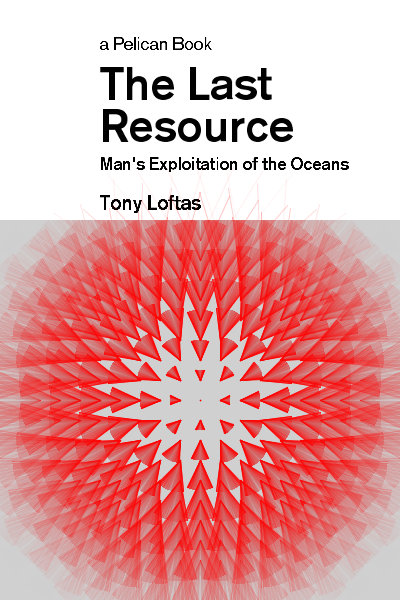 a Pelican Book
The Last
Resource
Man's Exploitation of the Oceans
Tony Loftas